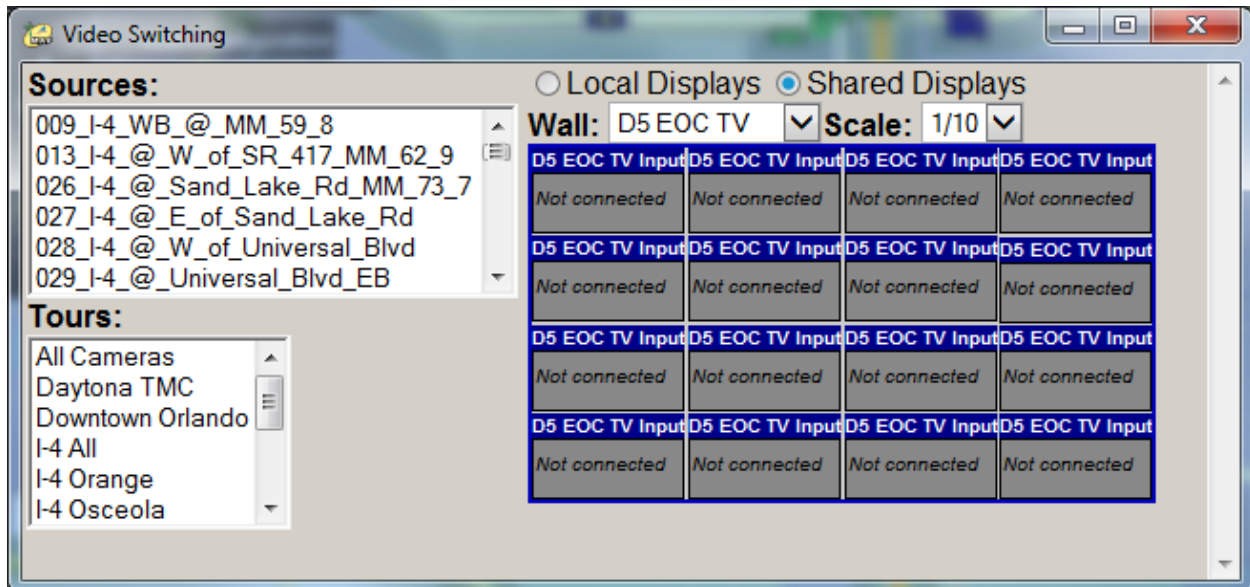 Video Switching
Sources:
009_I-4_WB_@_MM_59_8
013_I-4_@_W_of_SR_417_MM_62_9
026_I-4_@_Sand_Lake_Rd_MM_73_7
027_I-4_@_E_of_Sand_Lake_Rd
028_I-4_@_W_of_Universal_Blvd
029_I-4_@_Universal_Blvd_EB
Tours:
All Cameras
Daytona TMC
Downtown Orlando
I-4 All
I-4 Orange
I-4 Osceola
Local Displays Shared Displays
Wall: D5 EOC TV Scale: 1/10
D5 EOC TV Input D5 EOC TV Input D5 EOC TV Input D5 EOC TV Input
Not connected Not connected Not connected Not connected
D5 EOC TV Input D5 EOC TV Input D5 EOC TV Input D5 EOC TV Input
Not connected Not connected Not connected Not connected
D5 EOC TV Input D5 EOC TV Input D5 EOC TV Input D5 EOC TV Input
Not connected Not connected Not connected Not connected
D5 EOC TV Input D5 EOC TV Input D5 EOC TV Input D5 EOC TV Input
Not connected Not connected Not connected Not connected